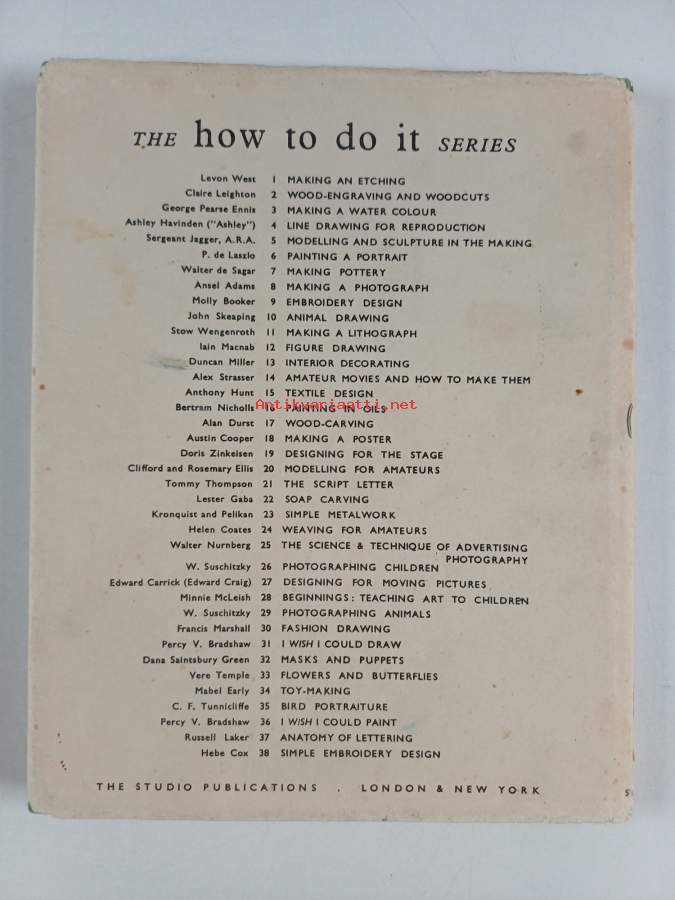 THE how to do it SERIES
Levon West 1 MAKING AN ETCHING
Claire Leighton 2 WOOD-ENGRAVING AND WOODCUTS
George Pearse Ennis 3 MAKING A WATER COLOUR
Ashley Havinden ("Ashley") 4 LINE DRAWING FOR REPRODUCTION
Sergeant Jagger, A.R.A. 5 MODELLING AND SCULPTURE IN THE MAKING
P. de Laszlo 6 PAINTING A PORTRAIT
Walter de Sagar 7 MAKING POTTERY
Ansel Adams 8 MAKING A PHOTOGRAPH
Molly Booker 9 EMBROIDERY DESIGN
John Skeaping 10 ANIMAL DRAWING
Stow Wengenroth 11 MAKING A LITHOGRAPH
Iain Macnab 12 FIGURE DRAWING
Duncan Miller 13 INTERIOR DECORATING
Alex Strasser 14 AMATEUR MOVIES AND HOW TO MAKE THEM
Anthony Hunt 15 TEXTILE DESIGN
Antikvariaatti.net
Bertram Nicholls 16 PAINTING IN OILS
Alan Durst 17 WOOD-CARVING
Austin Cooper 18 MAKING A POSTER
Doris Zinkeisen 19 DESIGNING FOR THE STAGE
Clifford and Rosemary Ellis 20 MODELLING FOR AMATEURS
Tommy Thompson 21 THE SCRIPT LETTER
Lester Gaba 22 SOAP CARVING
Kronquist and Pelikan 23 SIMPLE METALWORK
Helen Coates 24 WEAVING FOR AMATEURS
Walter Nurnberg 25 THE SCIENCE & TECHNIQUE OF ADVERTISING
PHOTOGRAPHY
W. Suschitzky 26 PHOTOGRAPHING CHILDREN
Edward Carrick (Edward Craig) 27 DESIGNING FOR MOVING PICTURES
Minnie McLeish 28 BEGINNINGS: TEACHING ART TO CHILDREN
W. Suschitzky 29 PHOTOGRAPHING ANIMALS
Francis Marshall 30 FASHION DRAWING
Percy V. Bradshaw 31 I WISH I COULD DRAW
Dana Saintsbury Green 32 MASKS AND PUPPETS
Vere Temple 33 FLOWERS AND BUTTERFLIES
Mabel Early 34 TOY-MAKING
C. F. Tunnicliffe 35 BIRD PORTRAITURE
Percy V. Bradshaw 36 I WISH I COULD PAINT
Russell Laker 37 ANATOMY OF LETTERING
Hebe Cox 38 SIMPLE EMBROIDERY DESIGN
THE STUDIO PUBLICATIONS . LONDON & NEW YORK